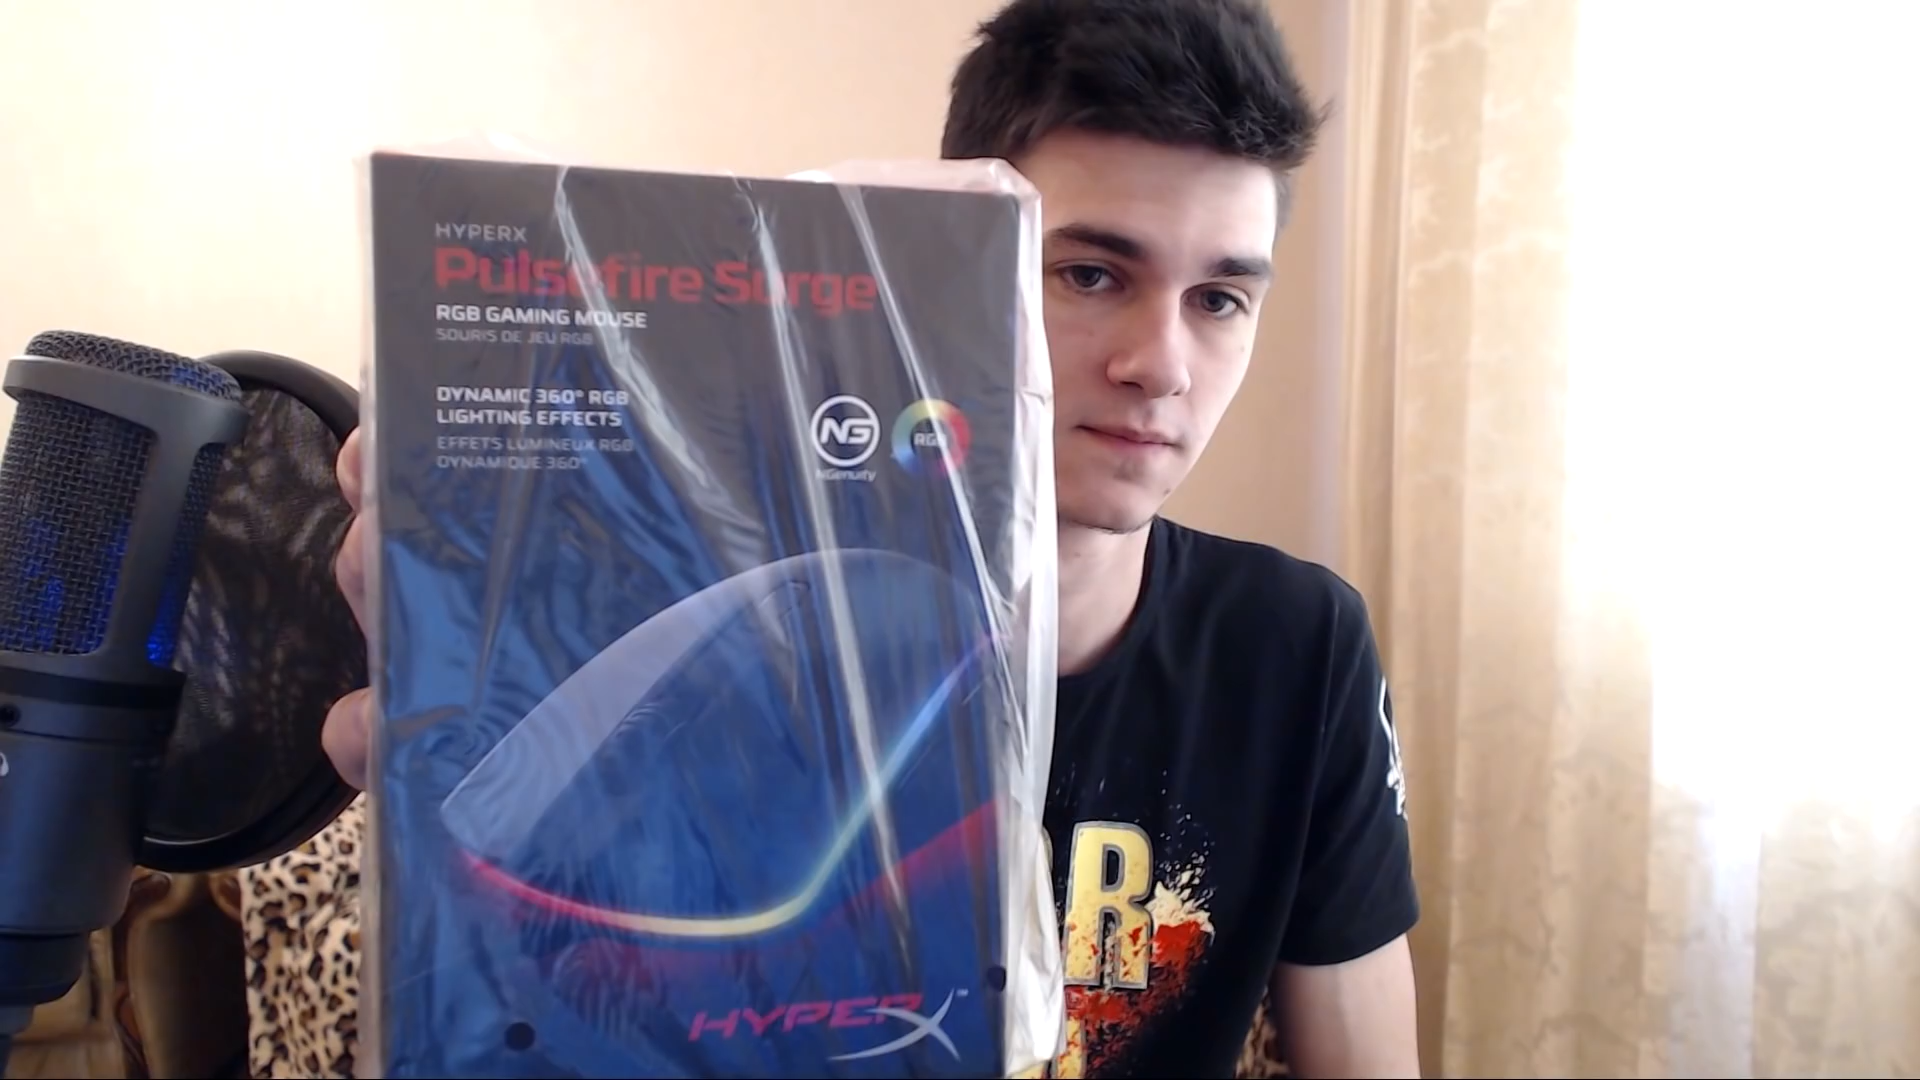 HYPERX
Pulsefire Surge
RGB GAMING MOUSE
SOURIS DE JEU RGB
DYNAMIC 360° RGB
LIGHTING EFFECTS
EFFETS LUMINEUX RGB
DYNAMIQUE 360°
NG
RGB
NGenuity
HYPERX™
R